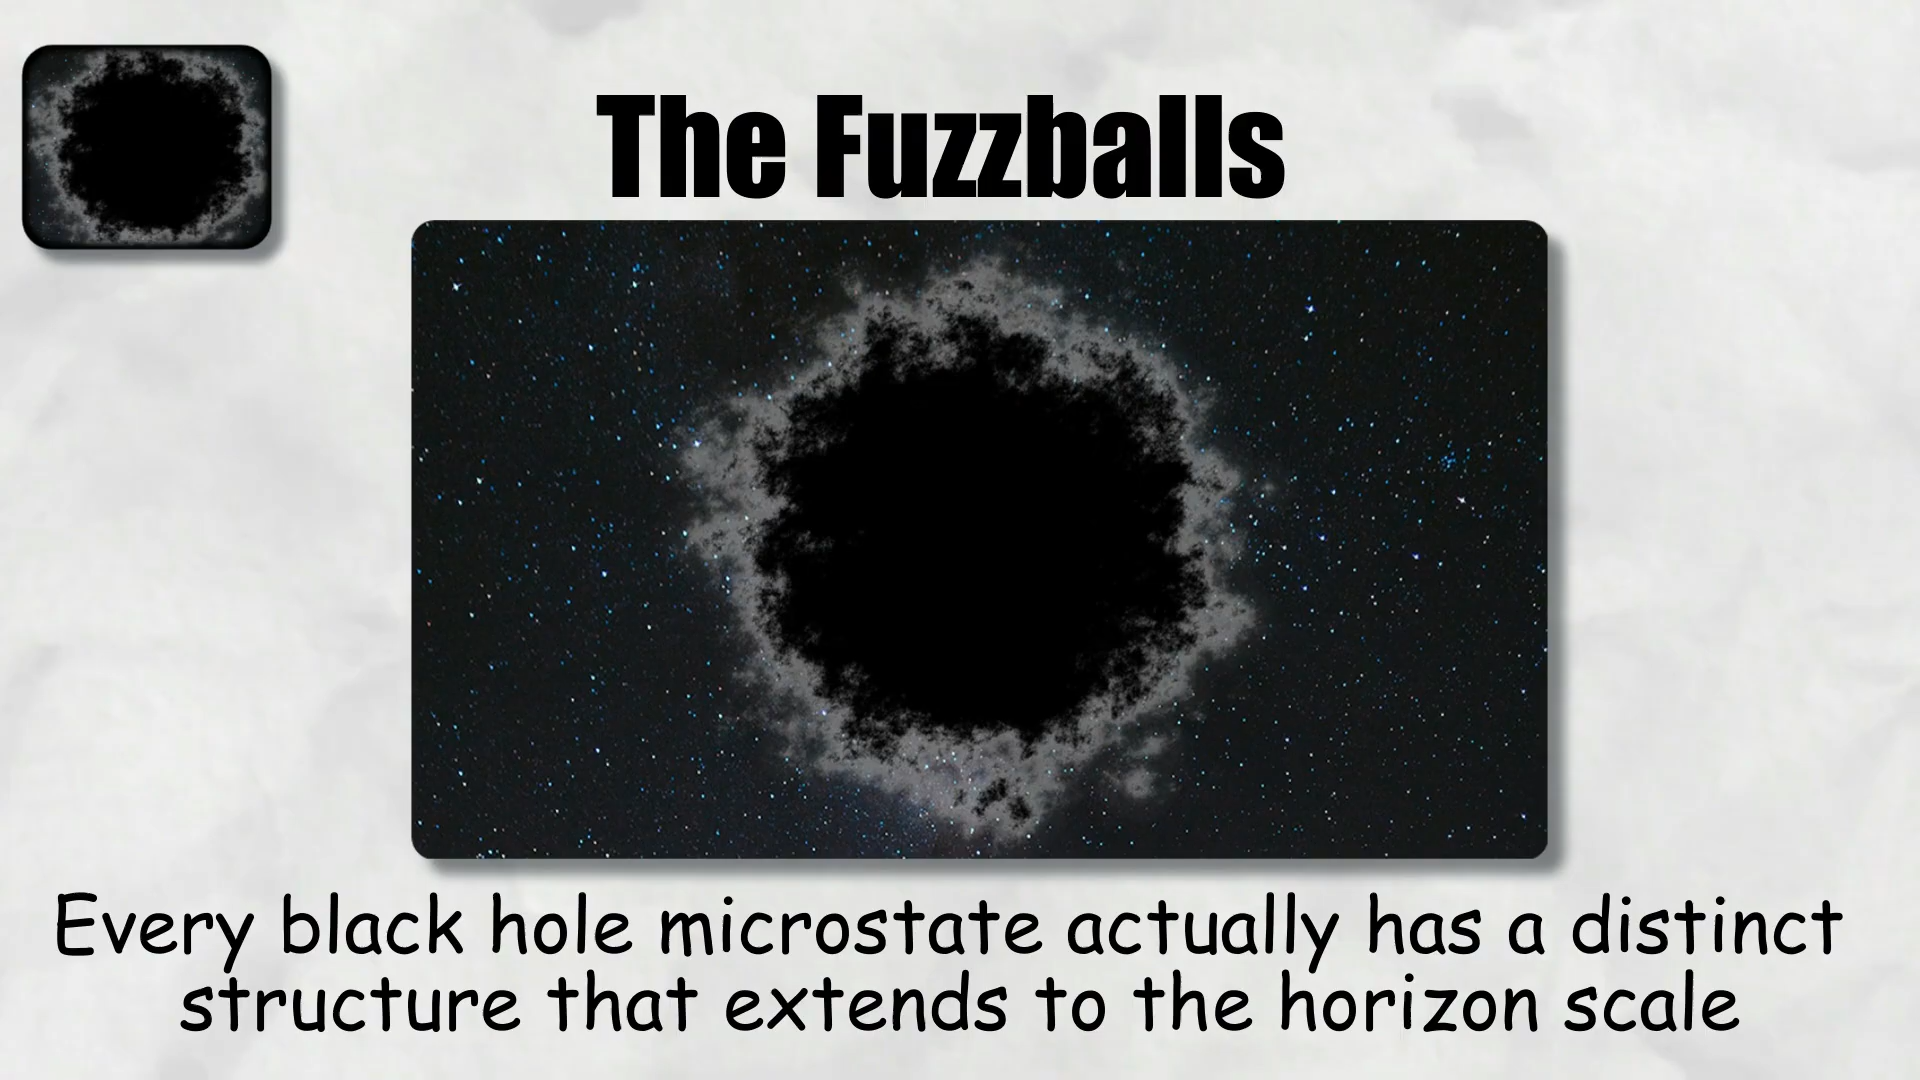 The Fuzzballs
Every black hole microstate actually has a distinct
structure that extends to the horizon scale